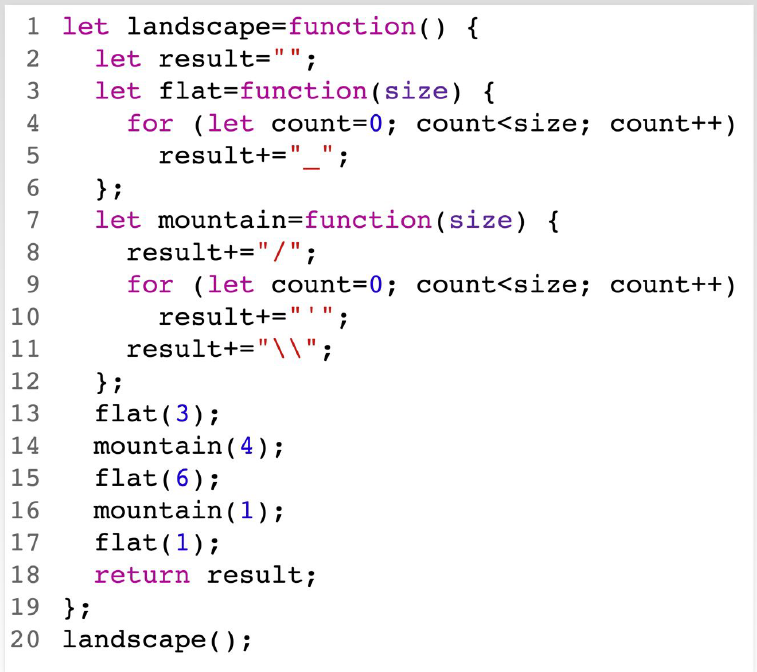 1 let landscape=function() {
2   let result="";
3   let flat=function(size) {
4     for (let count=0; count<size; count++)
5       result+="_";
6   };
7   let mountain=function(size) {
8     result+="/";
9     for (let count=0; count<size; count++)
10       result+="'";
11     result+="\\";
12   };
13   flat(3);
14   mountain(4);
15   flat(6);
16   mountain(1);
17   flat(1);
18   return result;
19 };
20 landscape();